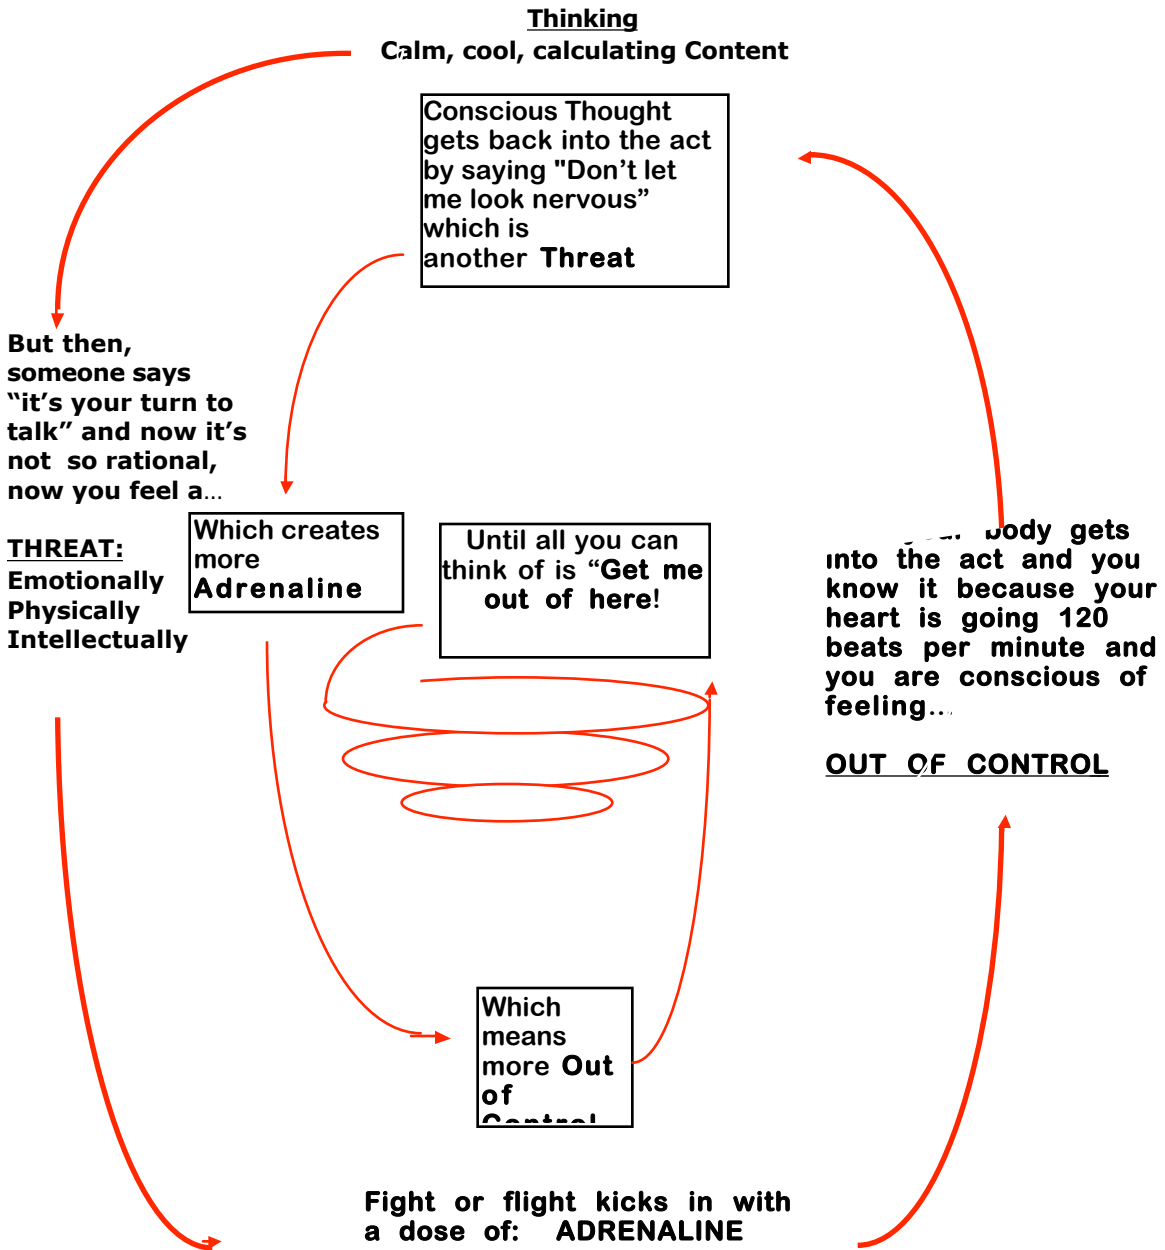 Thinking
Calm, cool, calculating Content
Conscious Thought
gets back into the act
by saying "Don’t let
me look nervous”
which is
another Threat
But then,
someone says
“it’s your turn to
talk” and now it’s
not so rational,
now you feel a…
THREAT:
Emotionally
Physically
Intellectually
Which creates
more
Adrenaline
Until all you can
think of is “Get me
out of here!
body gets
into the act and you
know it because your
heart is going 120
beats per minute and
you are conscious of
feeling…
OUT OF CONTROL
Which
means
more Out
of
Control
Fight or flight kicks in with
a dose of: ADRENALINE